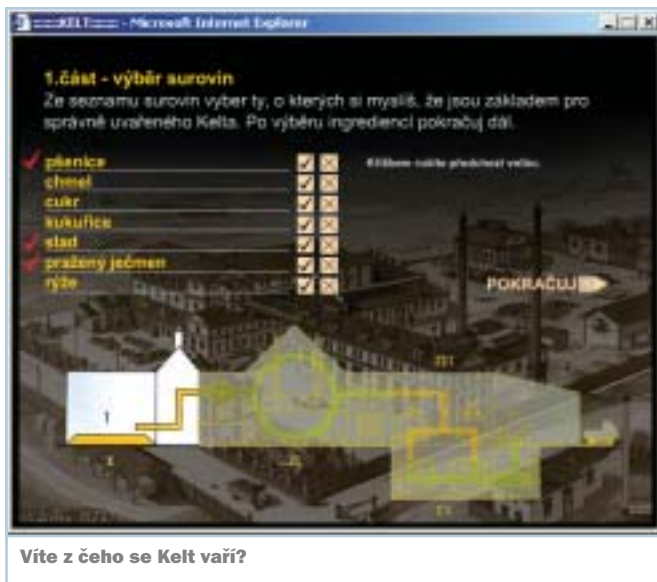 ====KELT==== - Microsoft Internet Explorer
1.část - výběr surovin
Ze seznamu surovin vyber ty, o kterých si myslíš, že jsou základem pro
správně uvařeného Kelta. Po výběru ingrediencí pokračuj dál.
pšenice
chmel
cukr
kukuřice
slad
pražený ječmen
rýže
POKRAČUJ
1
Víte z čeho se Kelt vaří?